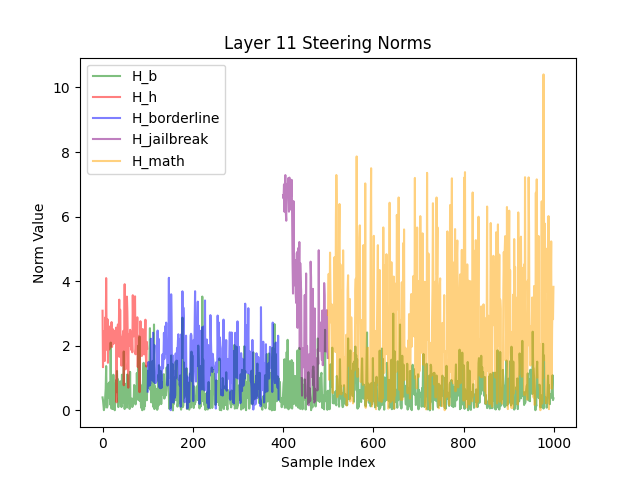 Layer 11 Steering Norms
H_b
H_h
H_borderline
H_jailbreak
H_math
Norm Value
10
8
6
4
2
0
0 200 400 600 800 1000
Sample Index